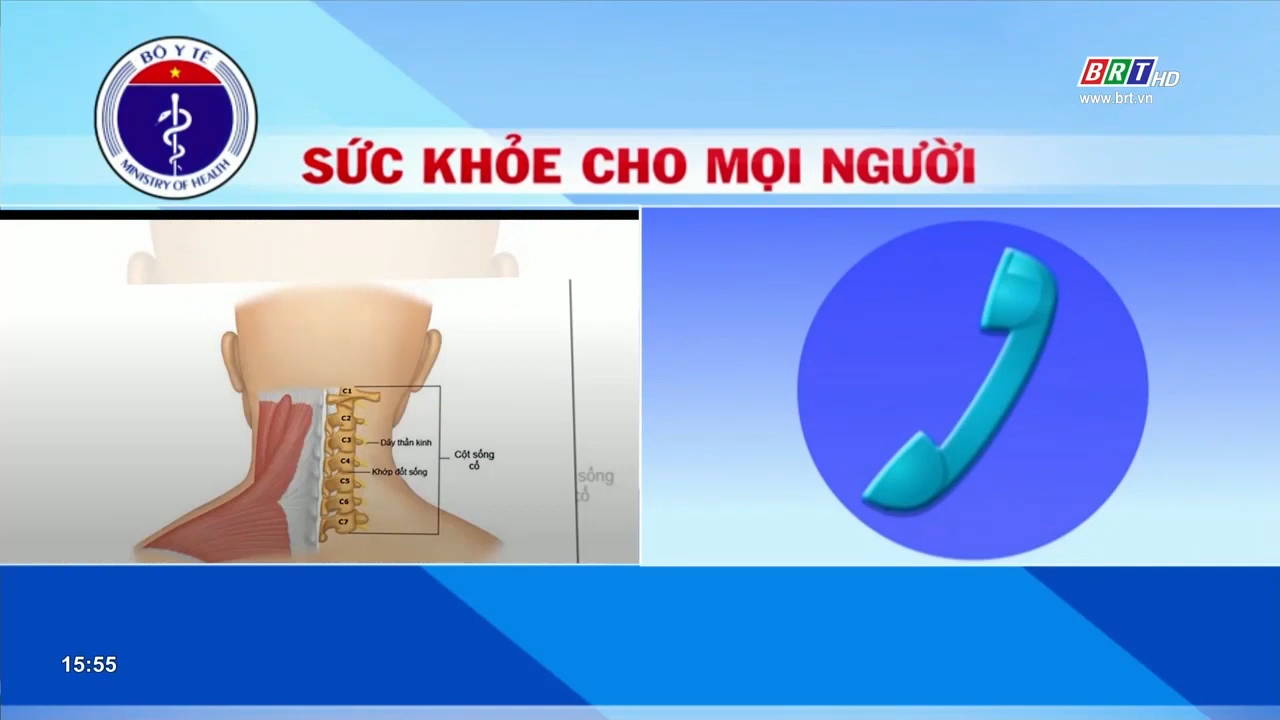 BỘ Y TẾ
MINISTRY OF HEALTH
BRT HD
www.brt.vn
SỨC KHỎE CHO MỌI NGƯỜI
C1
C2
C3
Dây thần kinh
C4
Cột sống
cổ
Khớp đốt sống
C5
C6
C7
sống
cổ
15:55